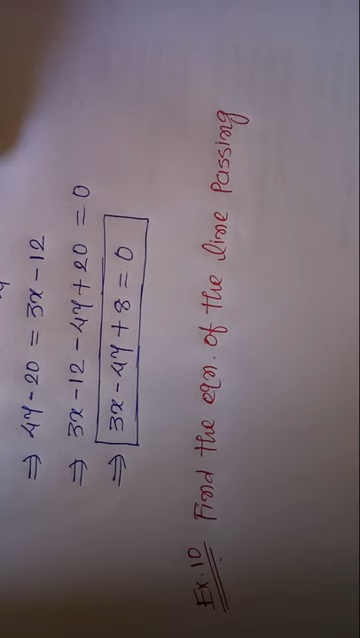 ⇒ 4y - 20 = 3x - 12
⇒ 3x - 12 - 4y + 20 = 0
⇒ 3x - 4y + 8 = 0
Ex. 10 Find the eqn. of the line passing